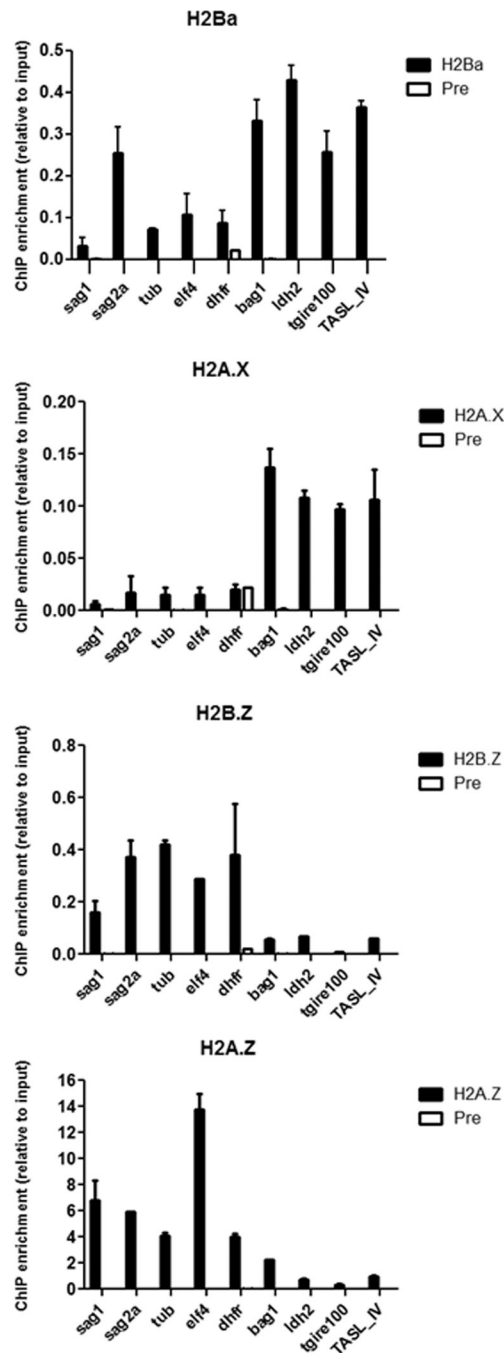 H2Ba
ChIP enrichment (relative to input)
0.5
0.4
0.3
0.2
0.1
0.0
sag1
sag2a
tub
elf4
dhfr
bag1
ldh2
tgire100
TASL_IV
H2Ba
Pre
H2A.X
ChIP enrichment (relative to input)
0.20
0.15
0.10
0.05
0.00
sag1
sag2a
tub
elf4
dhfr
bag1
ldh2
tgire100
TASL_IV
H2A.X
Pre
H2B.Z
ChIP enrichment (relative to input)
0.8
0.6
0.4
0.2
0.0
sag1
sag2a
tub
elf4
dhfr
bag1
ldh2
tgire100
TASL_IV
H2B.Z
Pre
H2A.Z
ChIP enrichment (relative to input)
16
14
12
10
8
6
4
2
0
sag1
sag2a
tub
elf4
dhfr
bag1
ldh2
tgire100
TASL_IV
H2A.Z
Pre